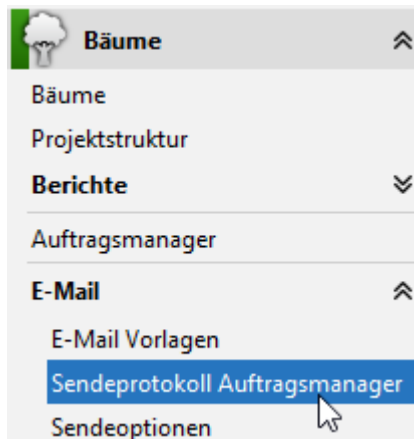 Bäume
Bäume
Projektstruktur
Berichte
Auftragsmanager
E-Mail
E-Mail Vorlagen
Sendeprotokoll Auftragsmanager
Sendeoptionen